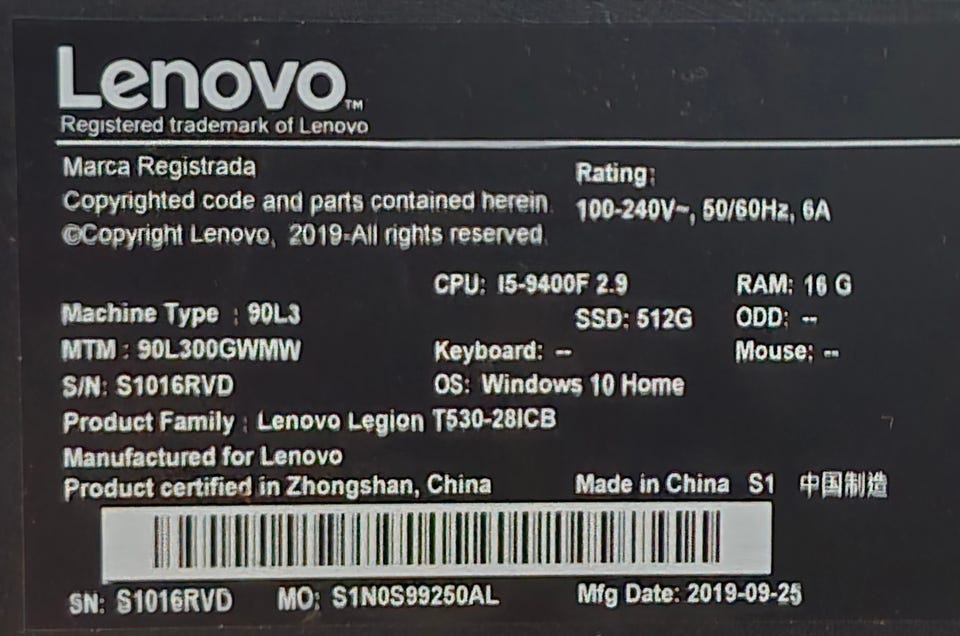 Lenovo™
Registered trademark of Lenovo
Marca Registrada
Copyrighted code and parts contained herein
©Copyright Lenovo, 2019-All rights reserved.
Rating:
100-240V~, 50/60Hz, 6A
CPU: I5-9400F 2.9 RAM: 16 G
Machine Type : 90L3 SSD: 512G ODD: --
MTM : 90L300GWMW Keyboard: -- Mouse: --
S/N: S1016RVD OS: Windows 10 Home
Product Family : Lenovo Legion T530-28ICB
Manufactured for Lenovo
Product certified in Zhongshan, China Made in China S1 中国制造
SN: S1016RVD MO: S1N0S99250AL Mfg Date: 2019-09-25